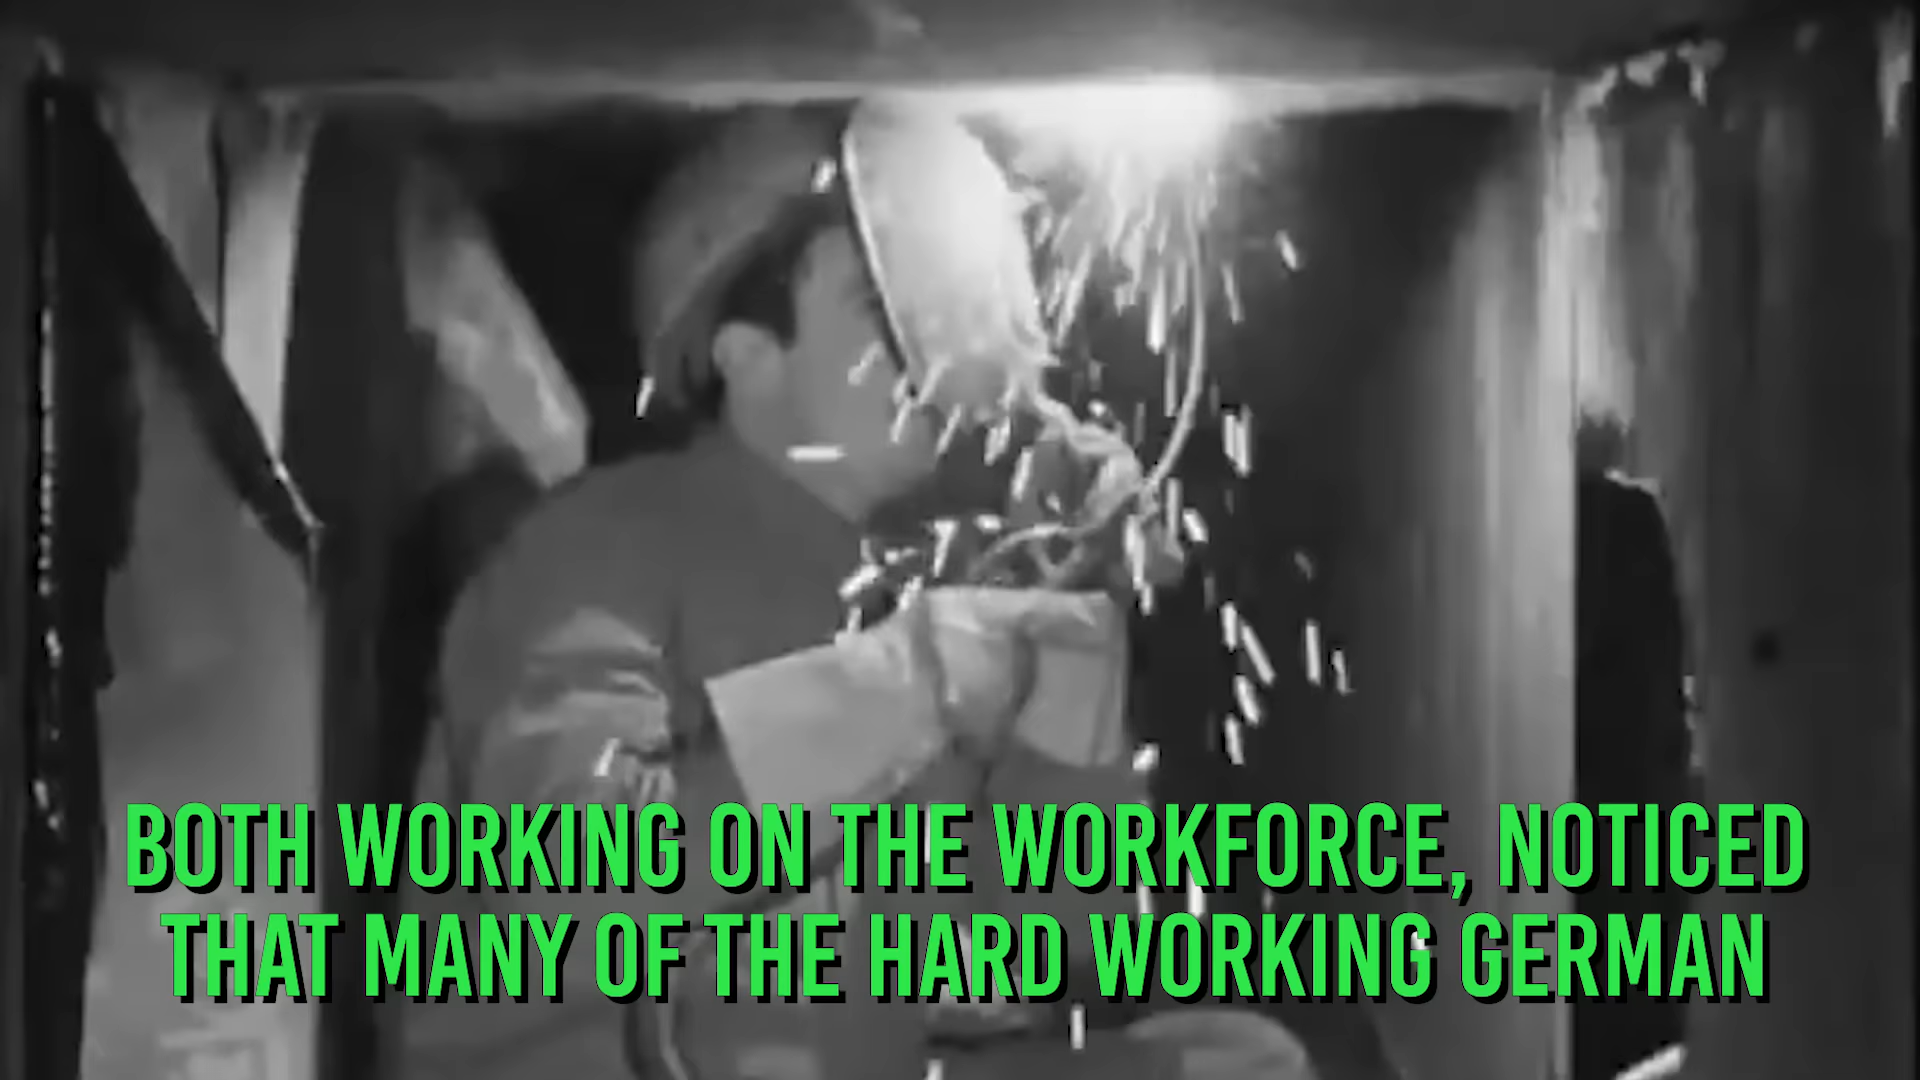 BOTH WORKING ON THE WORKFORCE, NOTICED
THAT MANY OF THE HARD WORKING GERMAN